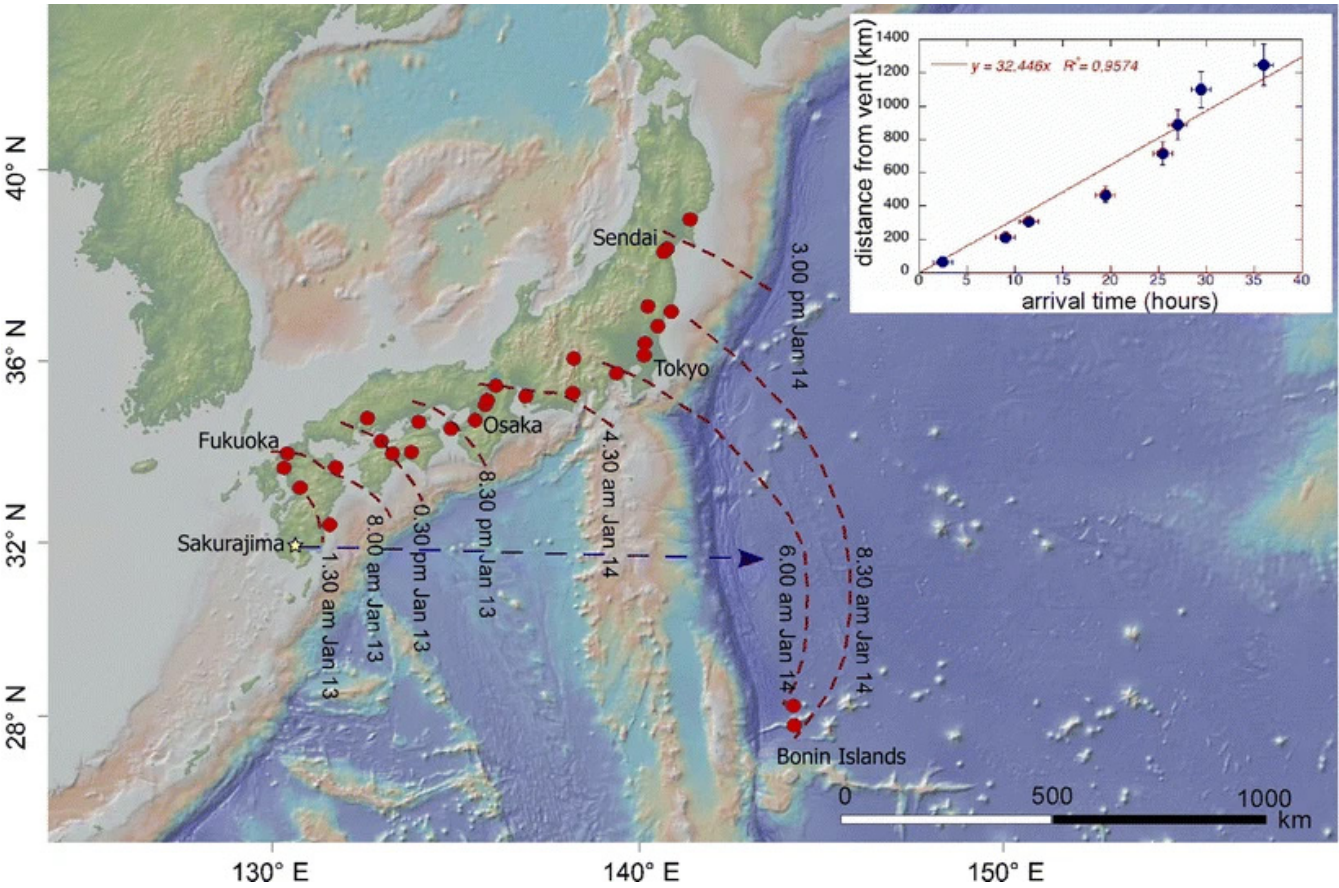 1400
1200
1000
800
600
400
200
0
distance from vent (km)
y = 32.446x R²= 0.9574
0 5 10 15 20 25 30 35 40
arrival time (hours)
40° N
36° N
32° N
28° N
Sendai
3.00 pm Jan 14
Tokyo
Osaka
Fukuoka
Sakurajima
1.30 am Jan 13
8.00 am Jan 13
0.30 pm Jan 13
8.30 pm Jan 13
4.30 am Jan 14
6.00 am Jan 14
8.30 am Jan 14
Bonin Islands
0 500 1000
km
130° E 140° E 150° E